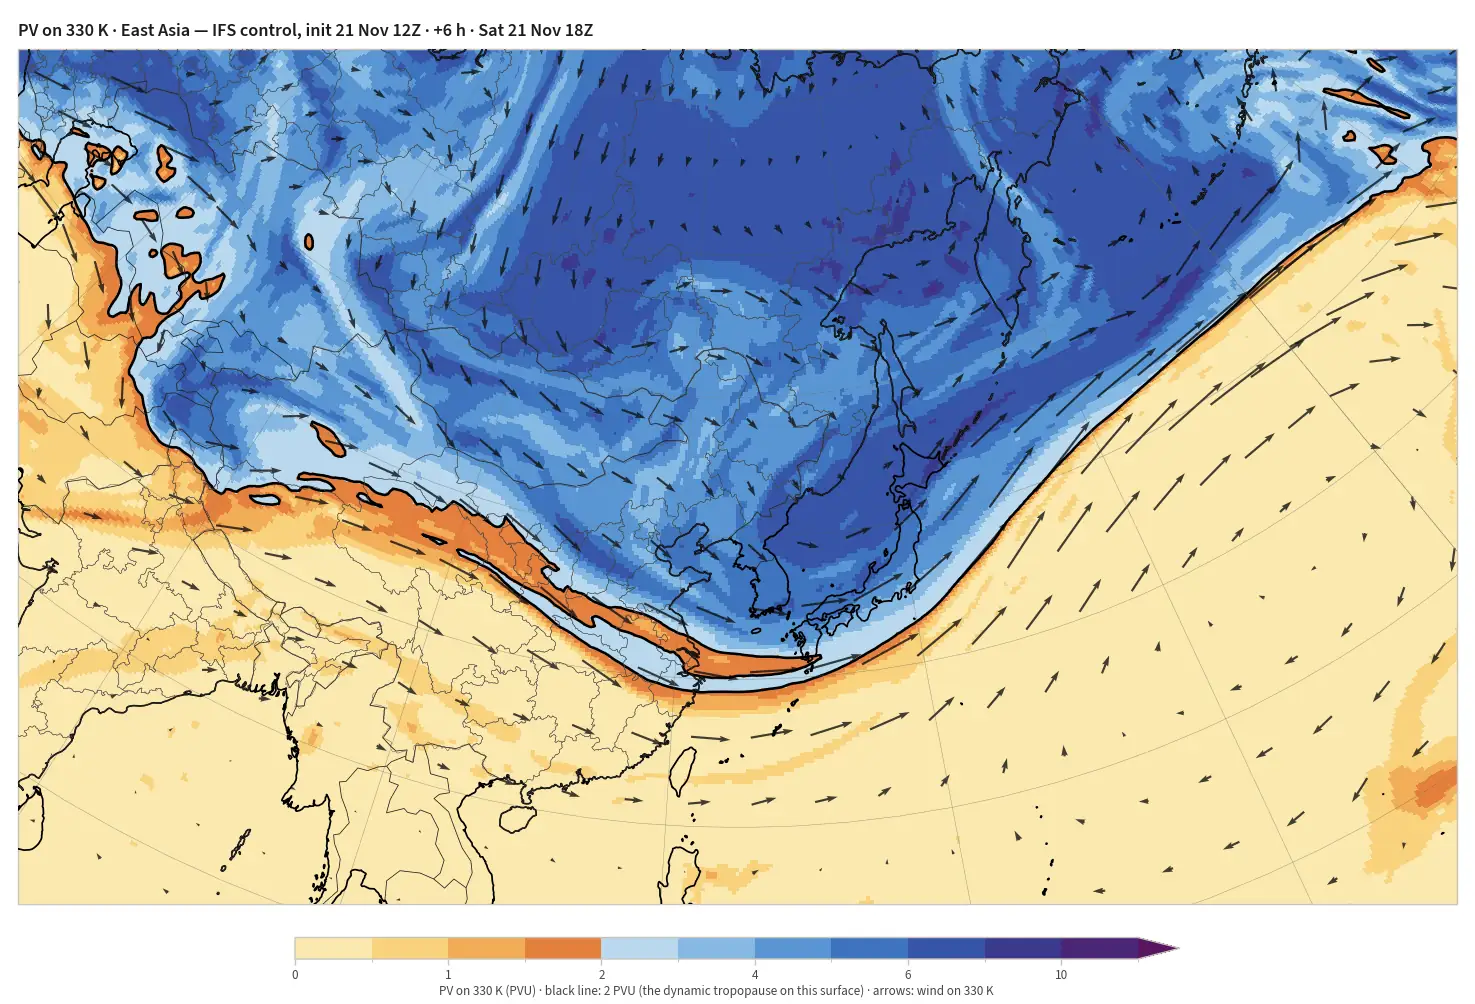 PV on 330 K · East Asia — IFS control, init 21 Nov 12Z · +6 h · Sat 21 Nov 18Z
0 1 2 4 6 10
PV on 330 K (PVU) · black line: 2 PVU (the dynamic tropopause on this surface) · arrows: wind on 330 K